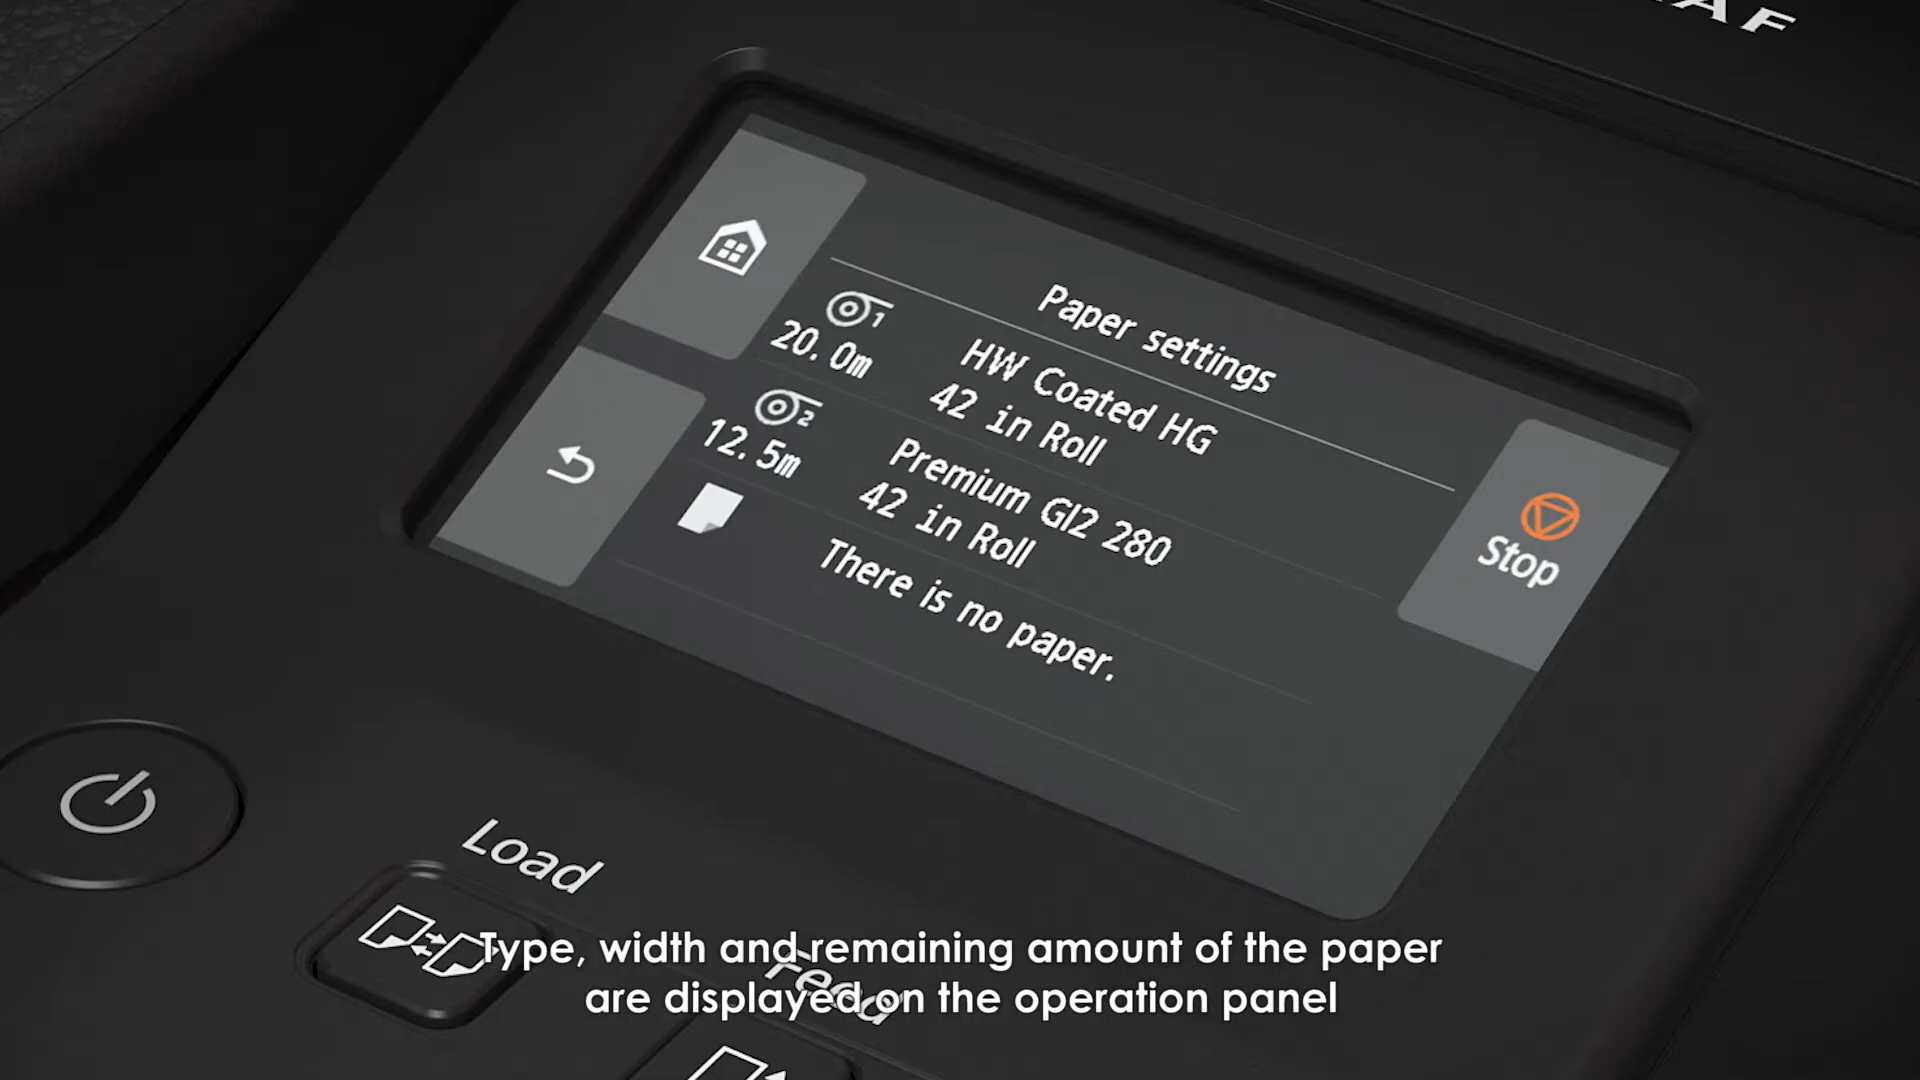 Paper settings
1
20.0m
HW Coated HG
42 in Roll
2
12.5m
Premium Gl2 280
42 in Roll
There is no paper.
Stop
Load
Feed
Type, width and remaining amount of the paper
are displayed on the operation panel